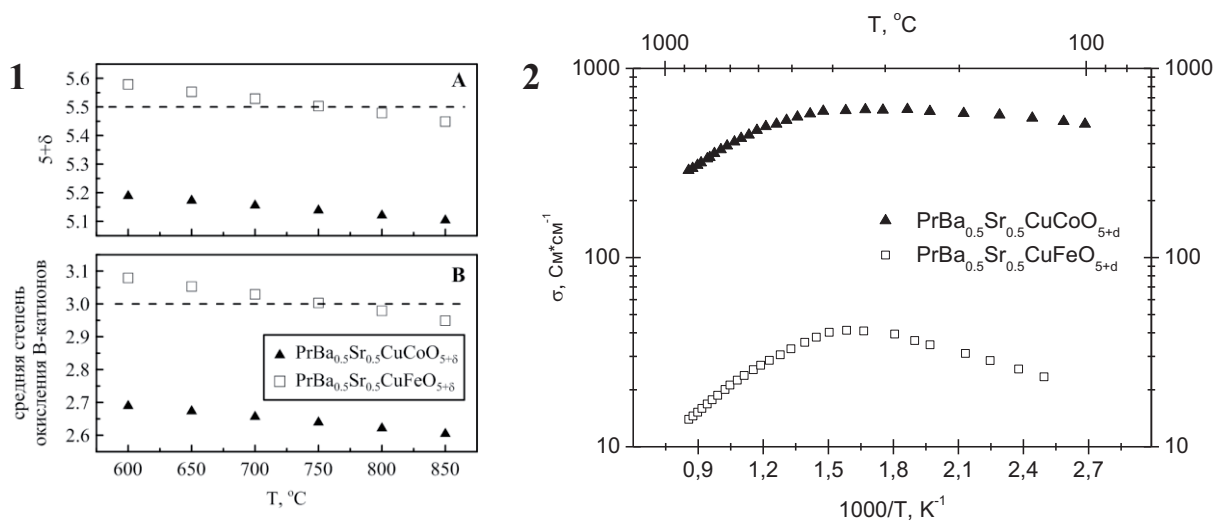 1
A
5.6
5.5
5.4
5.3
5.2
5.1
5+δ
B
3.1
3.0
2.9
2.8
2.7
2.6
средняя степень
окисления В-катионов
▲ PrBa0.5Sr0.5CuCoO5+δ
□ PrBa0.5Sr0.5CuFeO5+δ
600 650 700 750 800 850
T, °C
2
T, °C
1000 100
1000 1000
100 100
10 10
σ, См*см-1
▲ PrBa0.5Sr0.5CuCoO5+d
□ PrBa0.5Sr0.5CuFeO5+d
0,9 1,2 1,5 1,8 2,1 2,4 2,7
1000/T, K-1